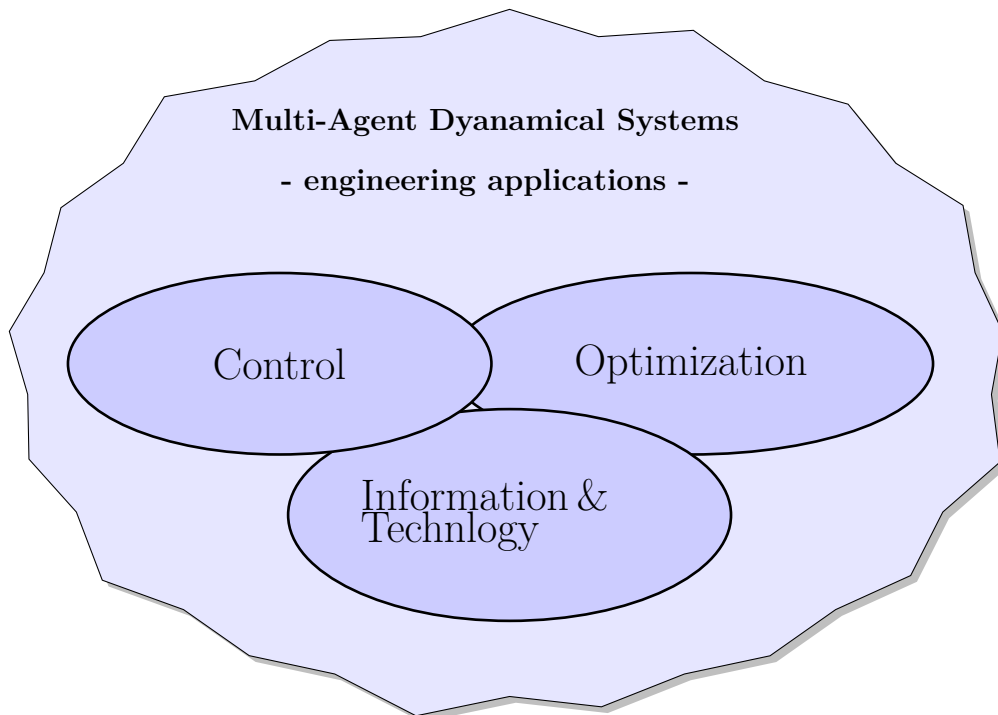 Multi-Agent Dyanamical Systems
- engineering applications -
Control
Optimization
Information &
Technlogy